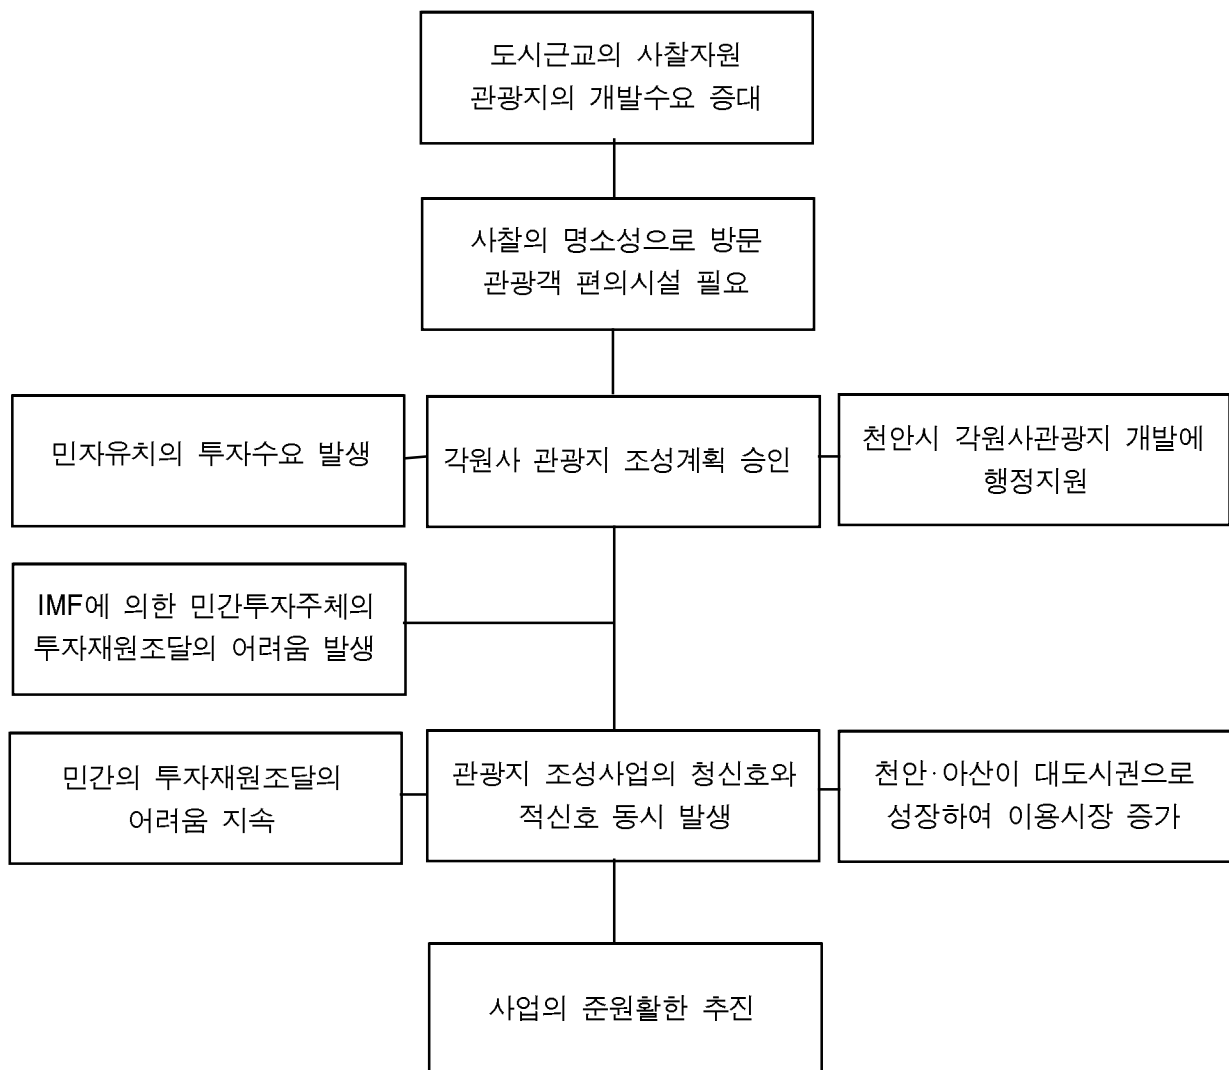 도시근교의 사찰자원
관광지의 개발수요 증대
사찰의 명소성으로 방문
관광객 편의시설 필요
민자유치의 투자수요 발생
각원사 관광지 조성계획 승인
천안시 각원사관광지 개발에
행정지원
IMF에 의한 민간투자주체의
투자재원조달의 어려움 발생
민간의 투자재원조달의
어려움 지속
관광지 조성사업의 청신호와
적신호 동시 발생
천안·아산이 대도시권으로
성장하여 이용시장 증가
사업의 준원활한 추진